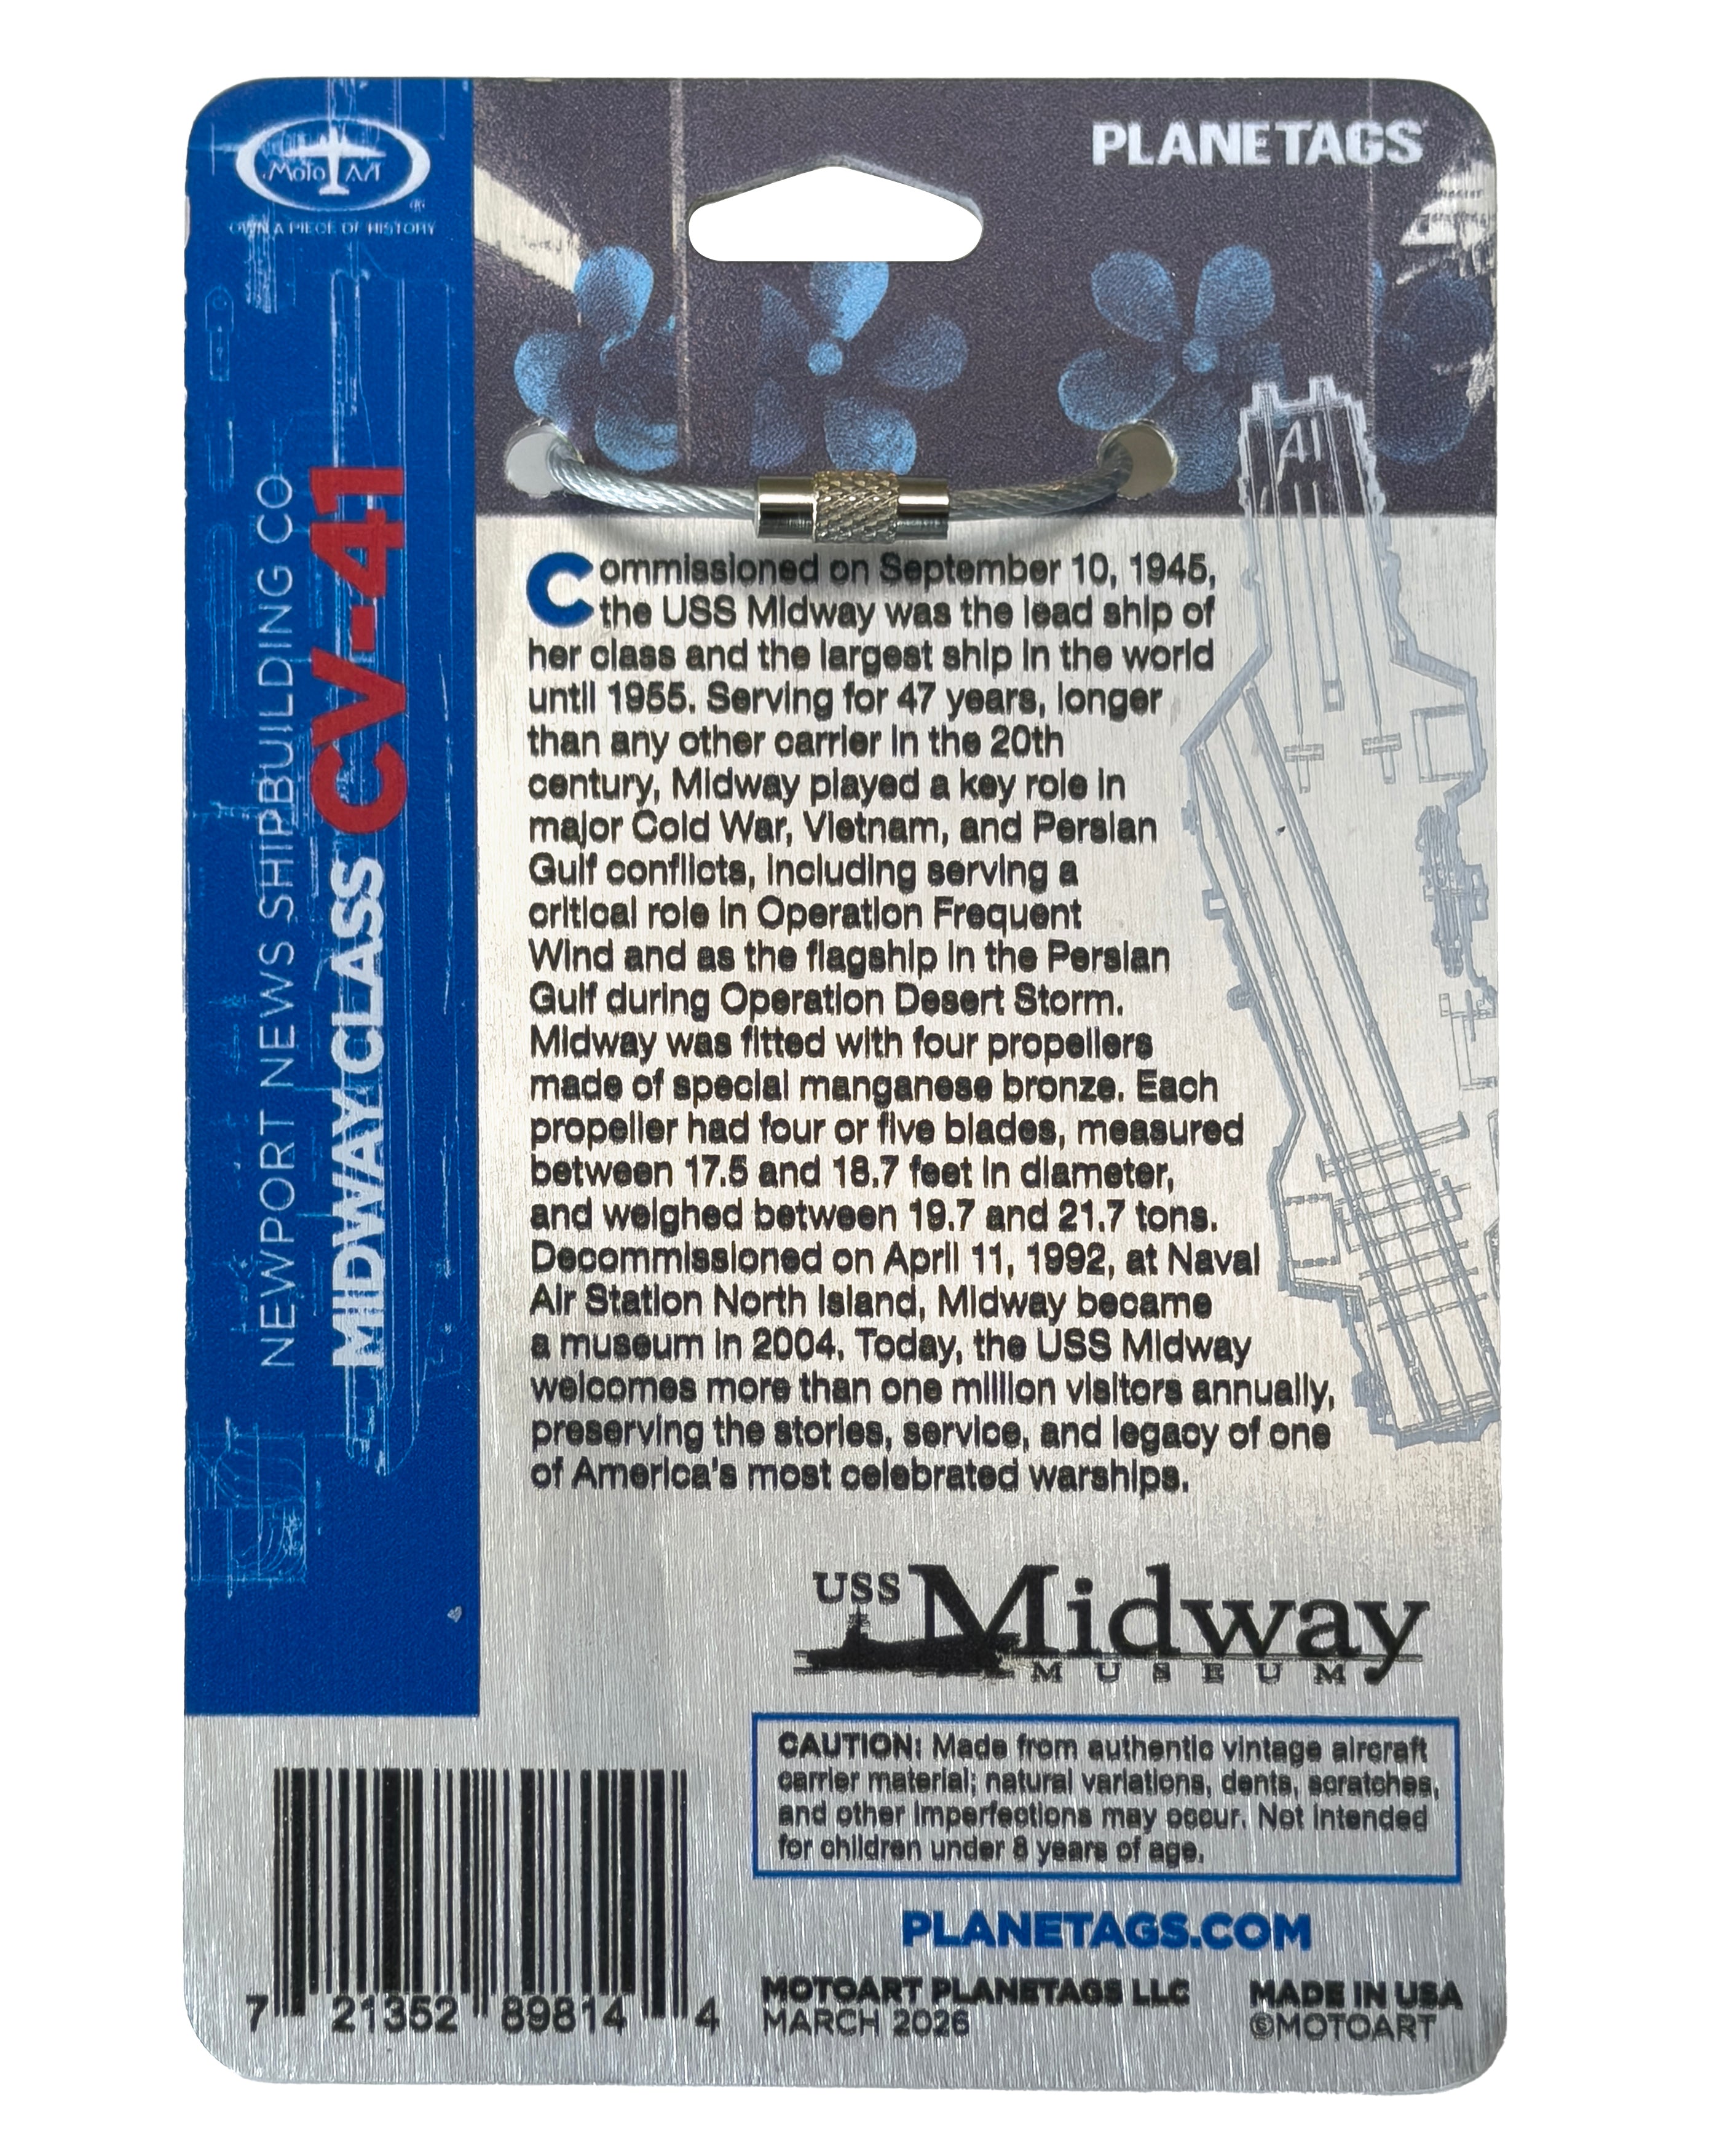 MotoArt
®
OWN A PIECE OF HISTORY
PLANETAGS
NEWPORT NEWS SHIPBUILDING CO
MIDWAY CLASS CV-41
41
Commissioned on September 10, 1945,
the USS Midway was the lead ship of
her class and the largest ship in the world
until 1955. Serving for 47 years, longer
than any other carrier in the 20th
century, Midway played a key role in
major Cold War, Vietnam, and Persian
Gulf conflicts, including serving a
critical role in Operation Frequent
Wind and as the flagship in the Persian
Gulf during Operation Desert Storm.
Midway was fitted with four propellers
made of special manganese bronze. Each
propeller had four or five blades, measured
between 17.5 and 18.7 feet in diameter,
and weighed between 19.7 and 21.7 tons.
Decommissioned on April 11, 1992, at Naval
Air Station North Island, Midway became
a museum in 2004. Today, the USS Midway
welcomes more than one million visitors annually,
preserving the stories, service, and legacy of one
of America's most celebrated warships.
USS Midway
MUSEUM
CAUTION: Made from authentic vintage aircraft
carrier material; natural variations, dents, scratches,
and other imperfections may occur. Not intended
for children under 8 years of age.
PLANETAGS.COM
MOTOART PLANETAGS LLC
MARCH 2026
MADE IN USA
©MOTOART
7 21352 89814 4